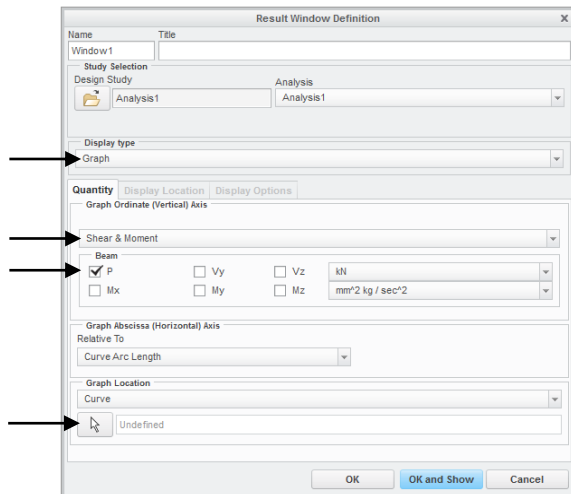 Result Window Definition x
Name Title
Window1
Study Selection
Design Study Analysis
Analysis1 Analysis1
Display type
Graph
Quantity Display Location Display Options
Graph Ordinate (Vertical) Axis
Shear & Moment
Beam
P Vy Vz kN
Mx My Mz mm^2 kg / sec^2
Graph Abscissa (Horizontal) Axis
Relative To
Curve Arc Length
Graph Location
Curve
Undefined
OK OK and Show Cancel